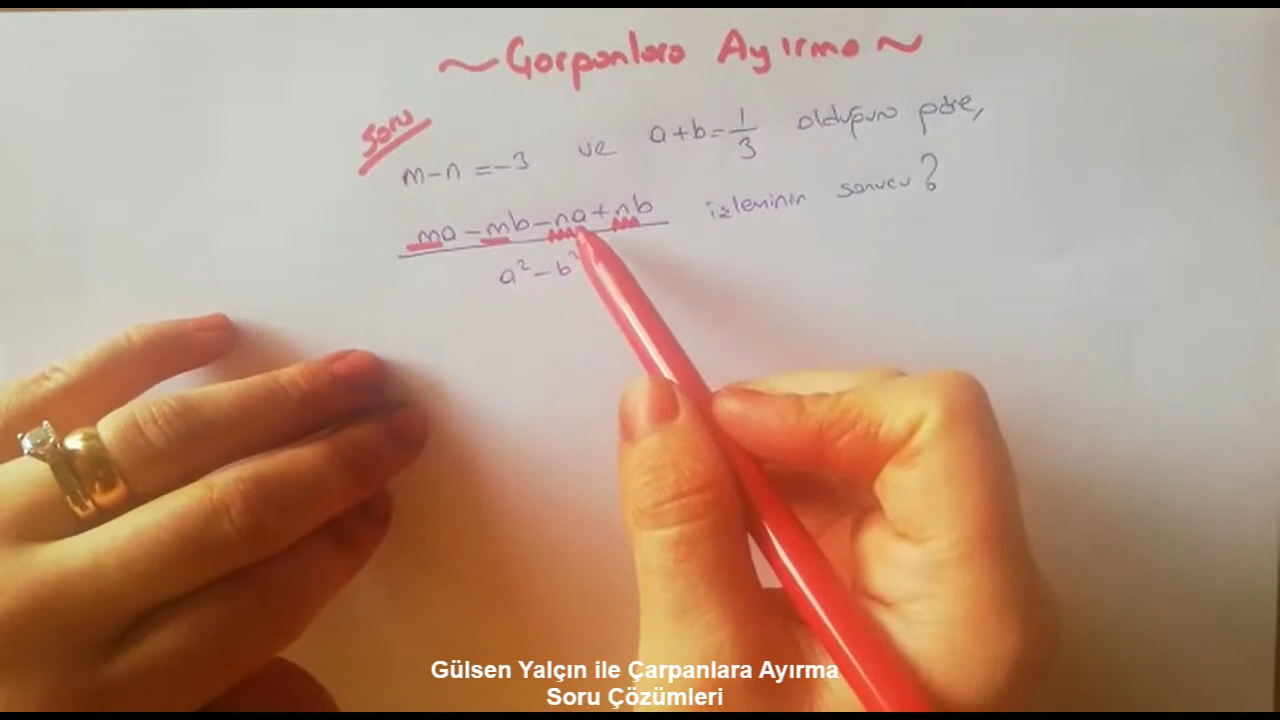 ~ Çarpanlara Ayırma ~
Soru
m-n=-3 ve a+b=1/3 olduğuna göre,
ma-mb-na+nb / a²-b² işleminin sonucu?
Gülsen Yalçın ile Çarpanlara Ayırma
Soru Çözümleri